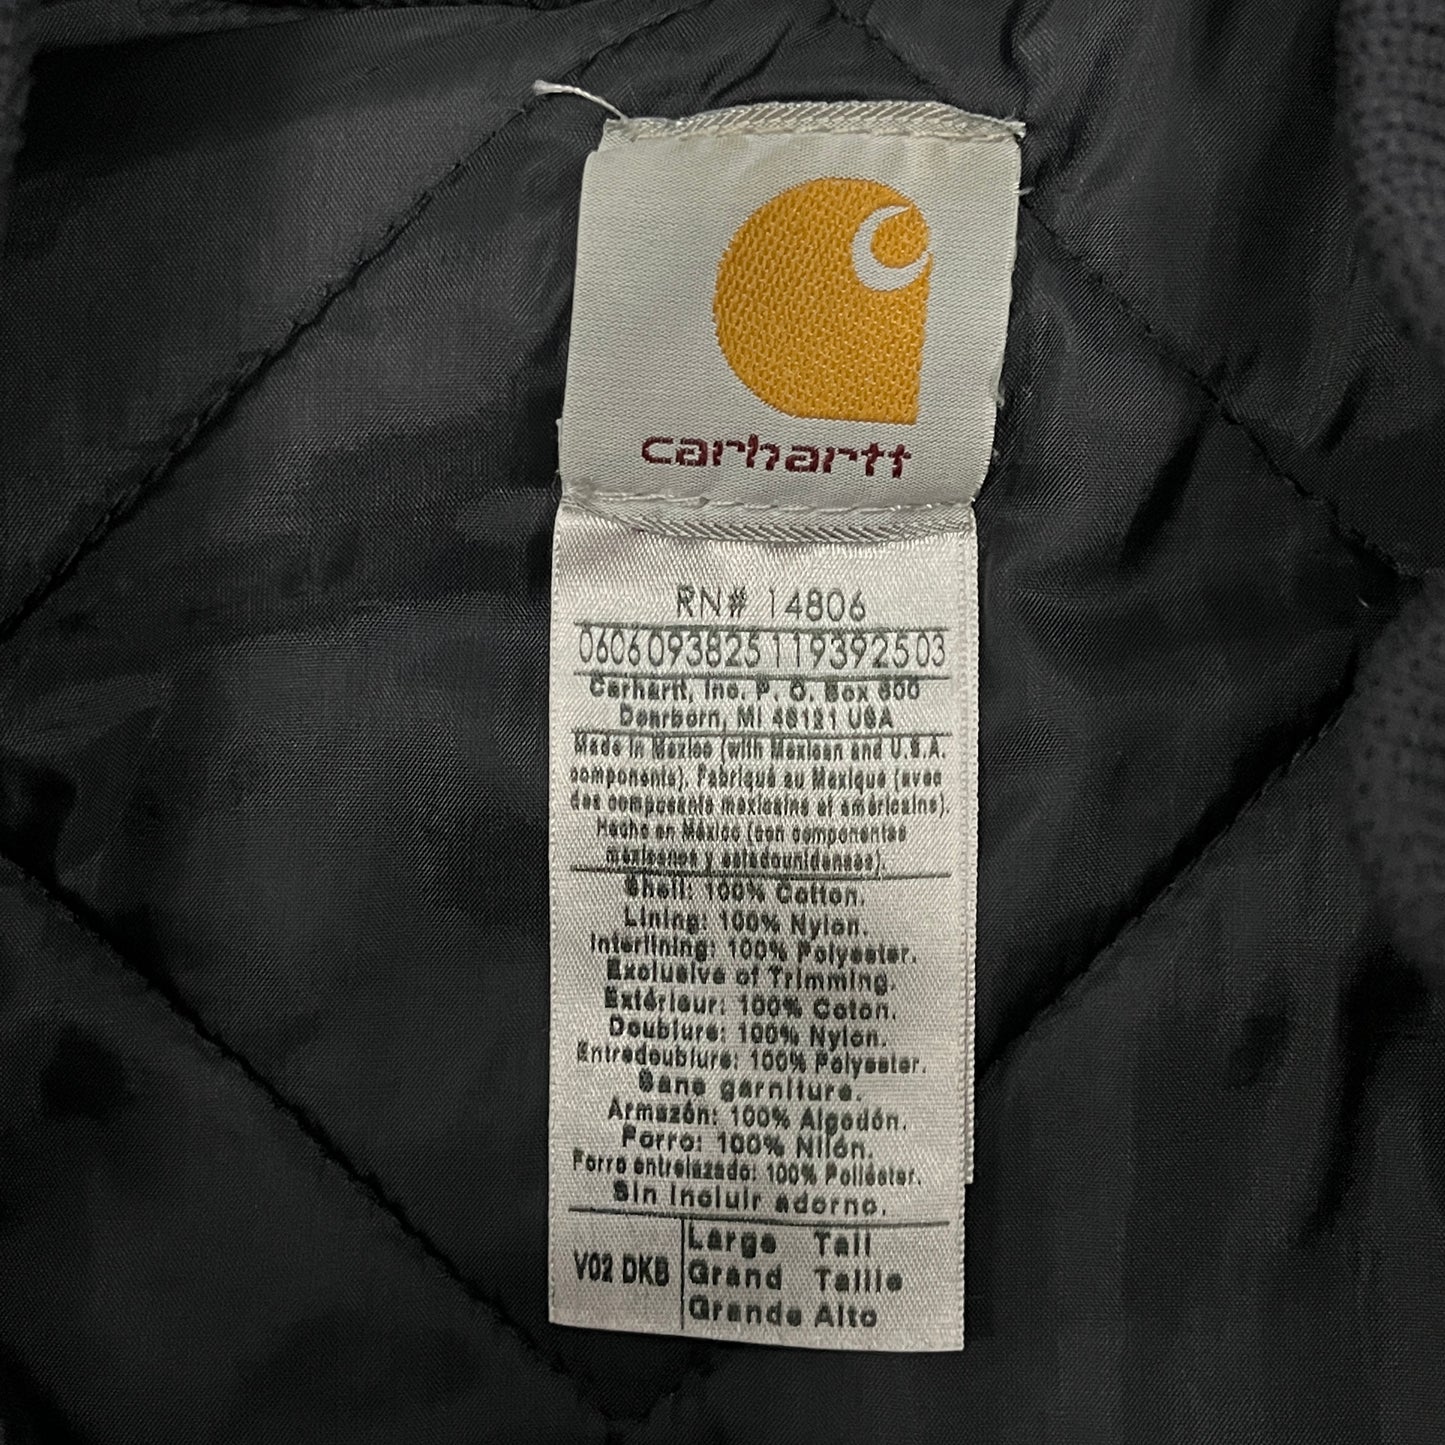 carhartt
RN# 14806
0606093825 1193925 03
Carhartt, Inc. P. O. Box 600
Dearborn, MI 48121 USA
Made in Mexico (with Mexican and U.S.A.
components). Fabriqué au Mexique (avec
des composants mexicains et américains).
Hecho en México (con componentes
mexicanos y estadounidenses).
Shell: 100% Cotton.
Lining: 100% Nylon.
Interlining: 100% Polyester.
Exclusive of Trimming.
Extérieur: 100% Coton.
Doublure: 100% Nylon.
Entredoublure: 100% Polyester.
Sans garniture.
Armazón: 100% Algodón.
Forro: 100% Nilón.
Forro entrelazado: 100% Poliéster.
Sin incluir adorno.
V02 DKB
Large Tall
Grand Taille
Grande Alto